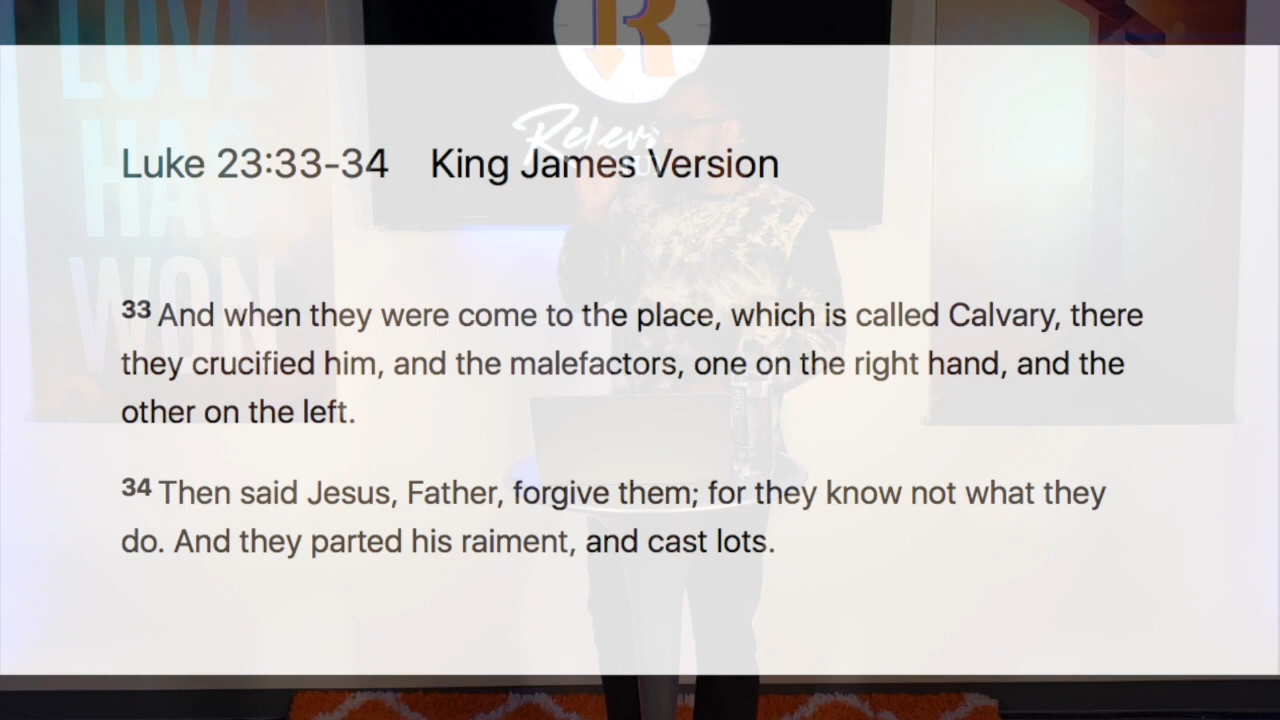 LOVE
HAS
WON
R
Luke 23:33-34 King James Version
33 And when they were come to the place, which is called Calvary, there
they crucified him, and the malefactors, one on the right hand, and the
other on the left.
34 Then said Jesus, Father, forgive them; for they know not what they
do. And they parted his raiment, and cast lots.